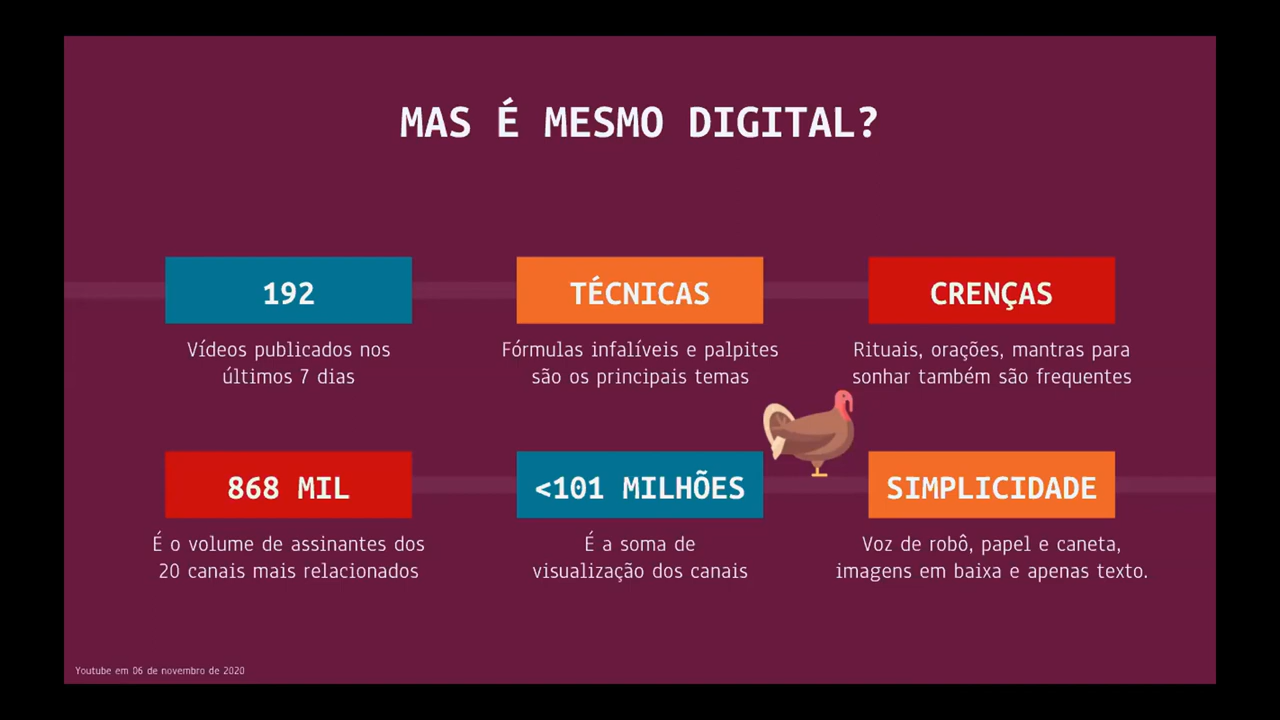 MAS É MESMO DIGITAL?
192
Vídeos publicados nos
últimos 7 dias
TÉCNICAS
Fórmulas infalíveis e palpites
são os principais temas
CRENÇAS
Rituais, orações, mantras para
sonhar também são frequentes
868 MIL
É o volume de assinantes dos
20 canais mais relacionados
<101 MILHÕES
É a soma de
visualização dos canais
SIMPLICIDADE
Voz de robô, papel e caneta,
imagens em baixa e apenas texto.
Youtube em 06 de novembro de 2020